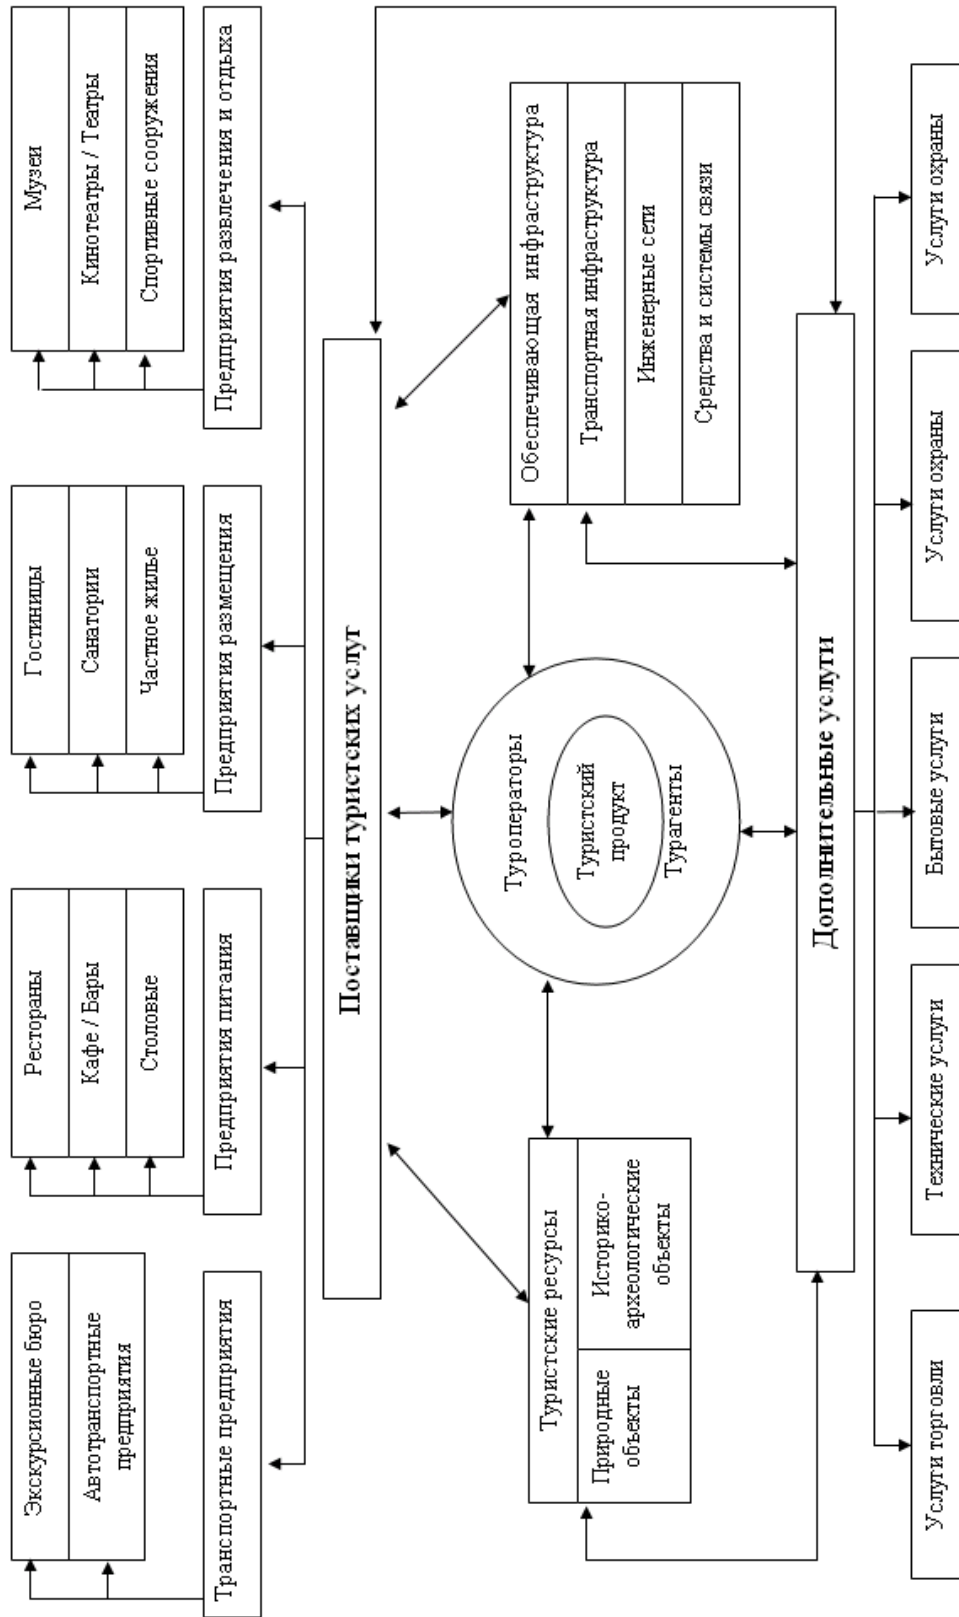 Экскурсионные бюро
Автотранспортные
предприятия
Транспортные предприятия
Рестораны
Кафе / Бары
Столовые
Предприятия питания
Гостиницы
Санатории
Частное жилье
Предприятия размещения
Музеи
Кинотеатры / Театры
Спортивные сооружения
Предприятия развлечения и отдыха
Поставщики туристских услуг
Туристские ресурсы
Природные
объекты
Историко-
археологические
объекты
Туроператоры
Туристский
продукт
Турагенты
Обеспечивающая инфраструктура
Транспортная инфраструктура
Инженерные сети
Средства и системы связи
Дополнительные услуги
Услуги торговли
Технические услуги
Бытовые услуги
Услуги охраны
Услуги охраны